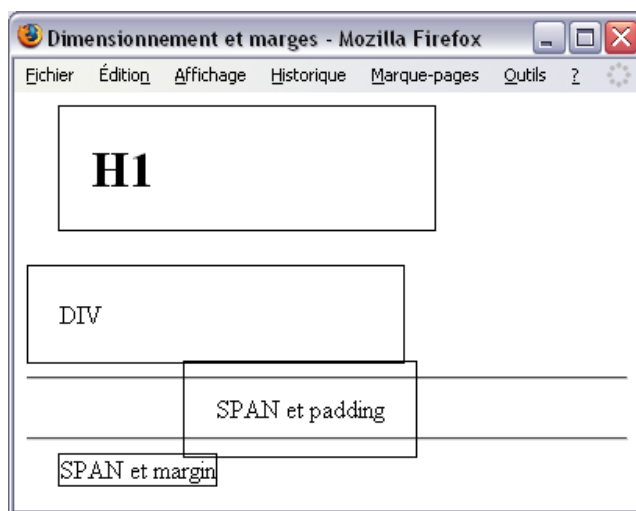 Dimensionnement et marges - Mozilla Firefox
Fichier Édition Affichage Historique Marque-pages Outils ?
H1
DIV
SPAN et padding
SPAN et margin